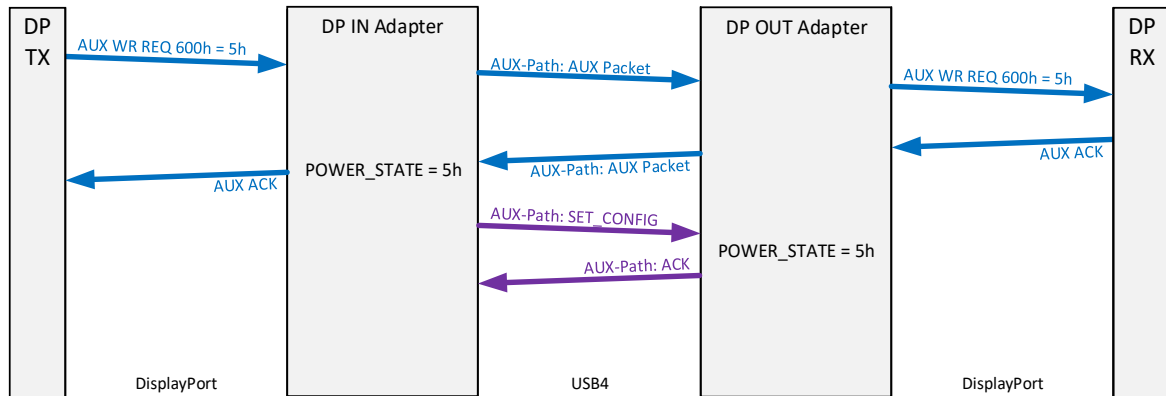 DP
TX
DP IN Adapter
DP OUT Adapter
DP
RX
AUX WR REQ 600h = 5h
AUX-Path: AUX Packet
AUX WR REQ 600h = 5h
AUX ACK
POWER_STATE = 5h
AUX-Path: AUX Packet
AUX ACK
AUX-Path: SET_CONFIG
POWER_STATE = 5h
AUX-Path: ACK
DisplayPort
USB4
DisplayPort